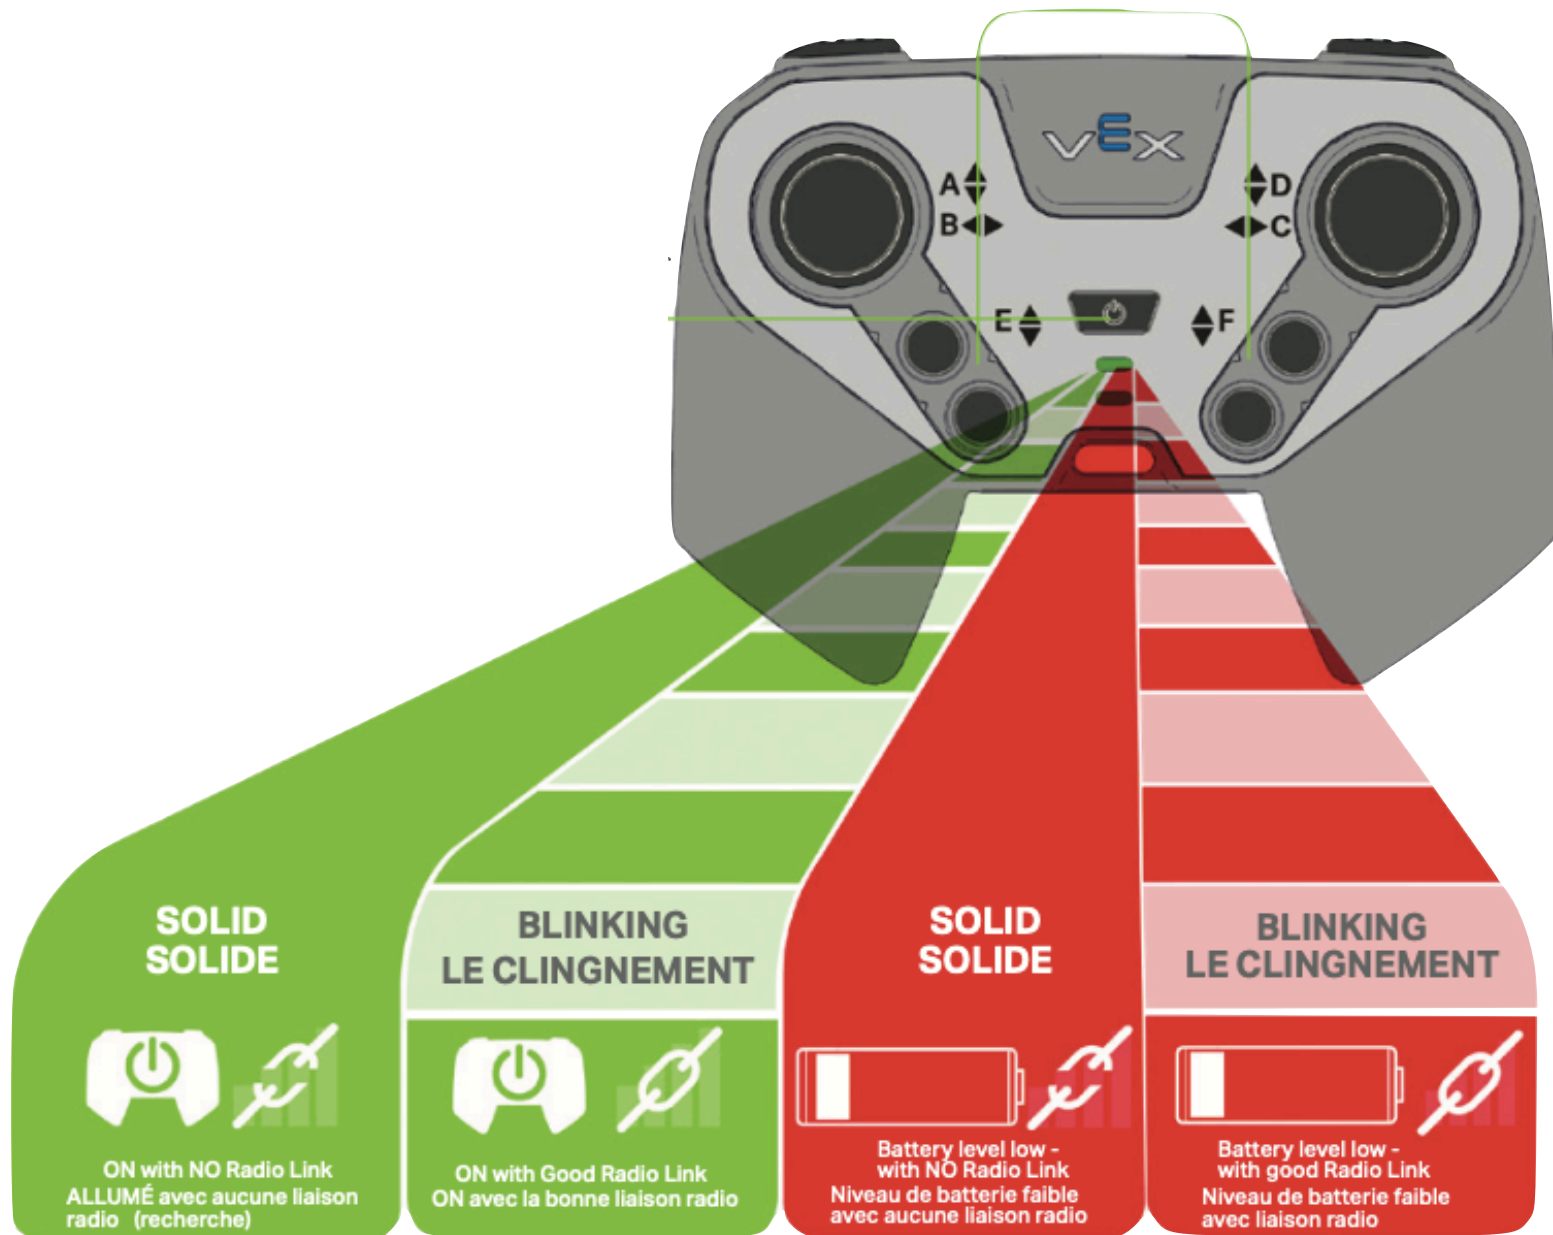 VEX
A
D
B
C
E
F
SOLID
SOLIDE
ON with NO Radio Link
ALLUMÉ avec aucune liaison
radio (recherche)
BLINKING
LE CLINGNEMENT
ON with Good Radio Link
ON avec la bonne liaison radio
SOLID
SOLIDE
Battery level low -
with NO Radio Link
Niveau de batterie faible
avec aucune liaison radio
BLINKING
LE CLINGNEMENT
Battery level low -
with good Radio Link
Niveau de batterie faible
avec liaison radio